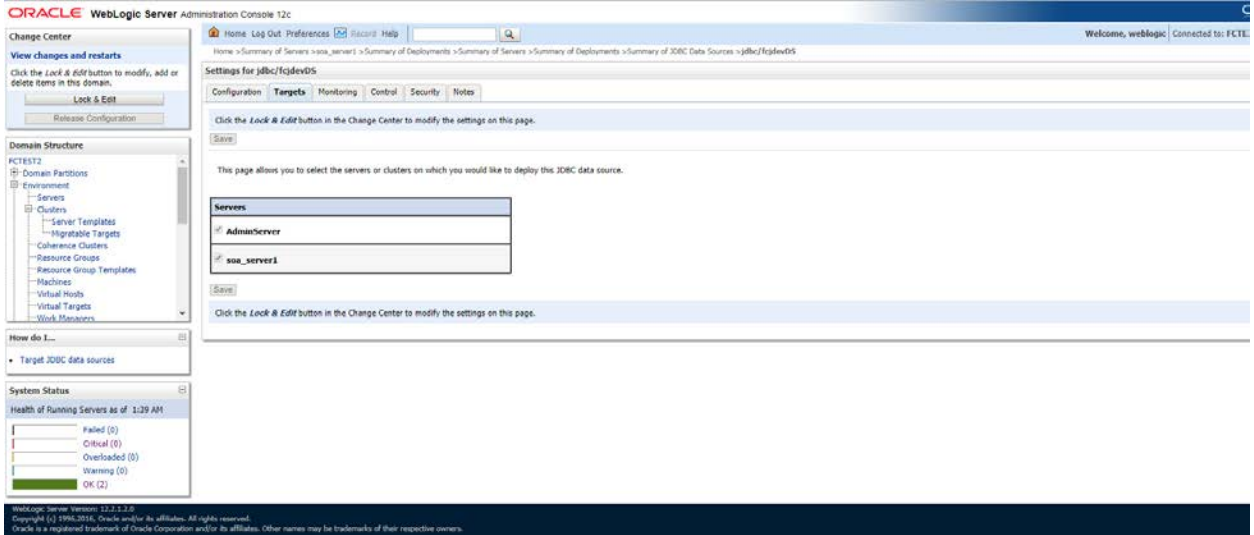 ORACLE WebLogic Server Administration Console 12c
Change Center
View changes and restarts
Click the Lock & Edit button to modify, add or
delete items in this domain.
Lock & Edit
Release Configuration
Domain Structure
FCTEST2
Domain Partitions
Environment
Servers
Clusters
Server Templates
Migratable Targets
Coherence Clusters
Resource Groups
Resource Group Templates
Machines
Virtual Hosts
Virtual Targets
Work Managers
How do I...
Target JDBC data sources
System Status
Health of Running Servers as of 1:39 AM
Failed (0)
Critical (0)
Overloaded (0)
Warning (0)
OK (2)
Home Log Out Preferences Record Help
Welcome, weblogic Connected to: FCTE
Home >Summary of Servers >soa_server1 >Summary of Deployments >Summary of Servers >Summary of Deployments >Summary of JDBC Data Sources >jdbc/fcjdevDS
Settings for jdbc/fcjdevDS
Configuration Targets Monitoring Control Security Notes
Click the Lock & Edit button in the Change Center to modify the settings on this page.
Save
This page allows you to select the servers or clusters on which you would like to deploy this JDBC data source.
Servers
AdminServer
soa_server1
Save
Click the Lock & Edit button in the Change Center to modify the settings on this page.
WebLogic Server Version: 12.2.1.2.0
Copyright (c) 1996,2016, Oracle and/or its affiliates. All rights reserved.
Oracle is a registered trademark of Oracle Corporation and/or its affiliates. Other names may be trademarks of their respective owners.